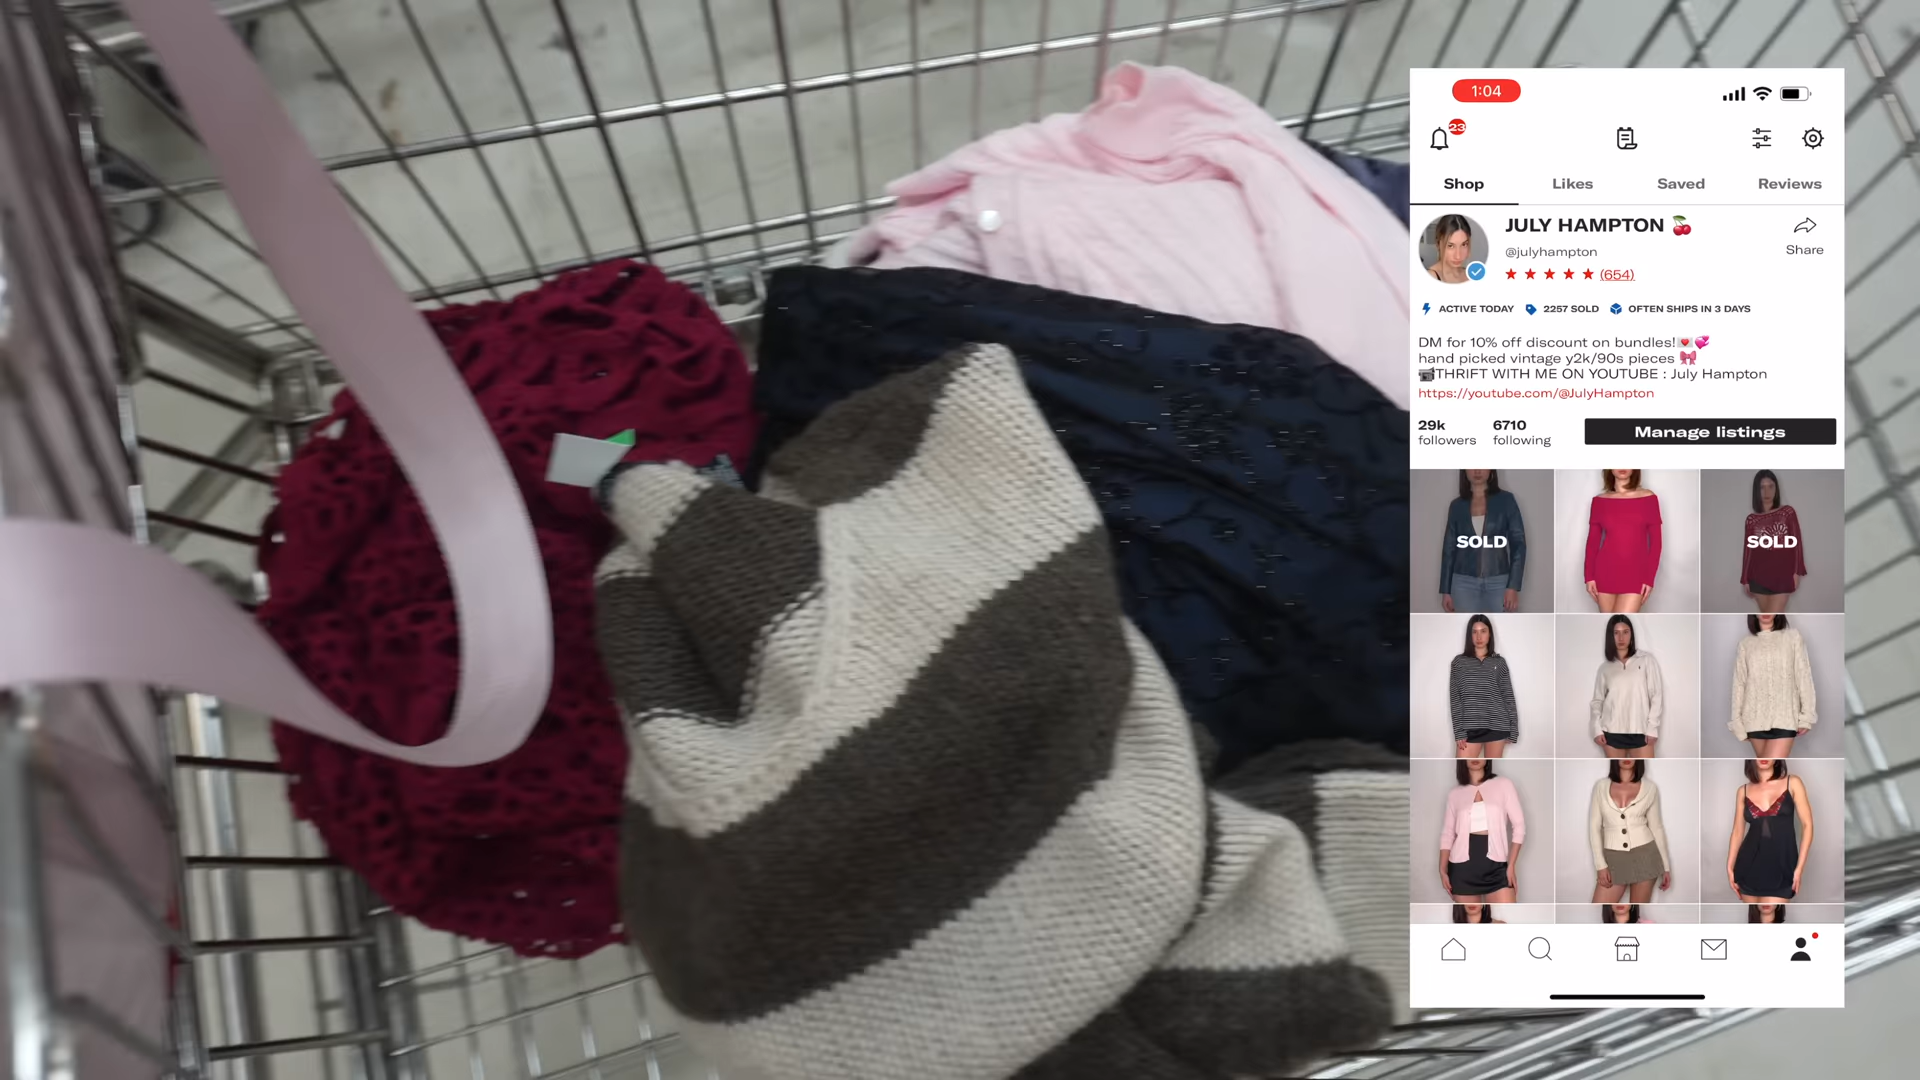 1:04
23
Shop Likes Saved Reviews
JULY HAMPTON 🍒
@julyhampton
Share
★ ★ ★ ★ ★ (654)
ACTIVE TODAY 2257 SOLD OFTEN SHIPS IN 3 DAYS
DM for 10% off discount on bundles!💌💞
hand picked vintage y2k/90s pieces 🎀
📹THRIFT WITH ME ON YOUTUBE : July Hampton
https://youtube.com/@JulyHampton
29k 6710
followers following
Manage listings
SOLD SOLD